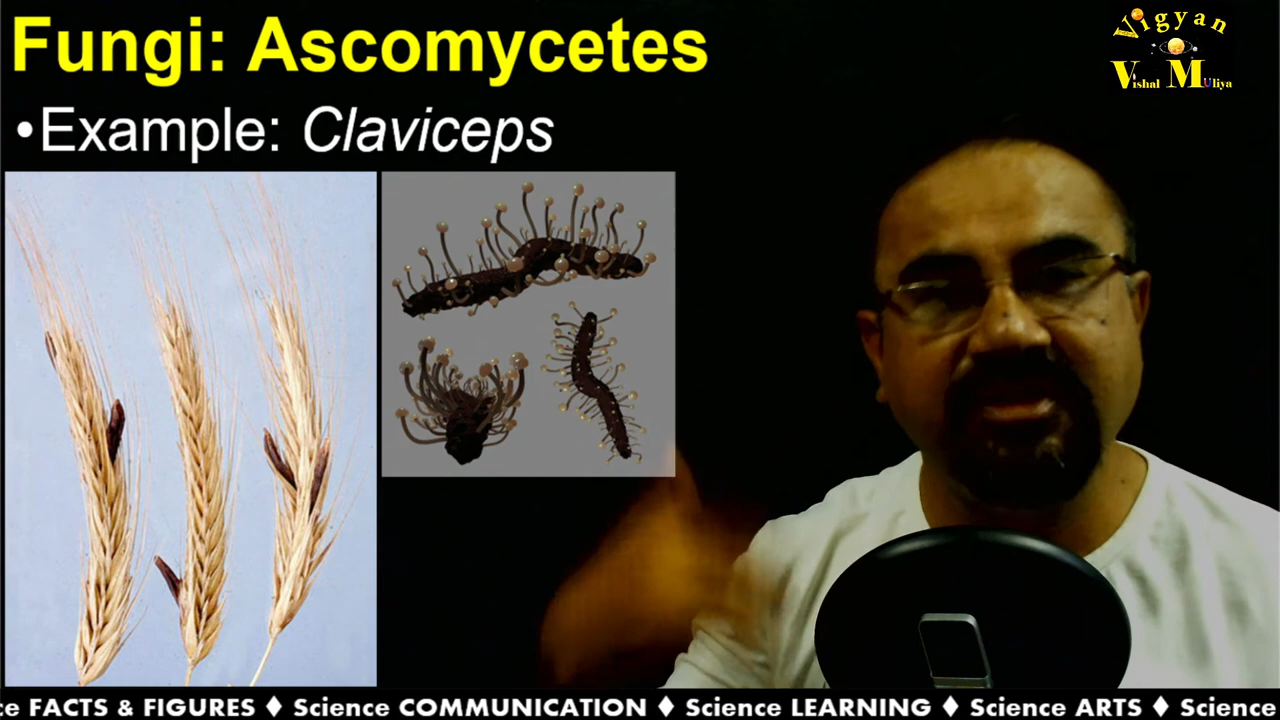 Fungi: Ascomycetes
Vigyan
Vishal Muliya
•Example: Claviceps
ce FACTS & FIGURES ♦ Science COMMUNICATION ♦ Science LEARNING ♦ Science ARTS ♦ Science